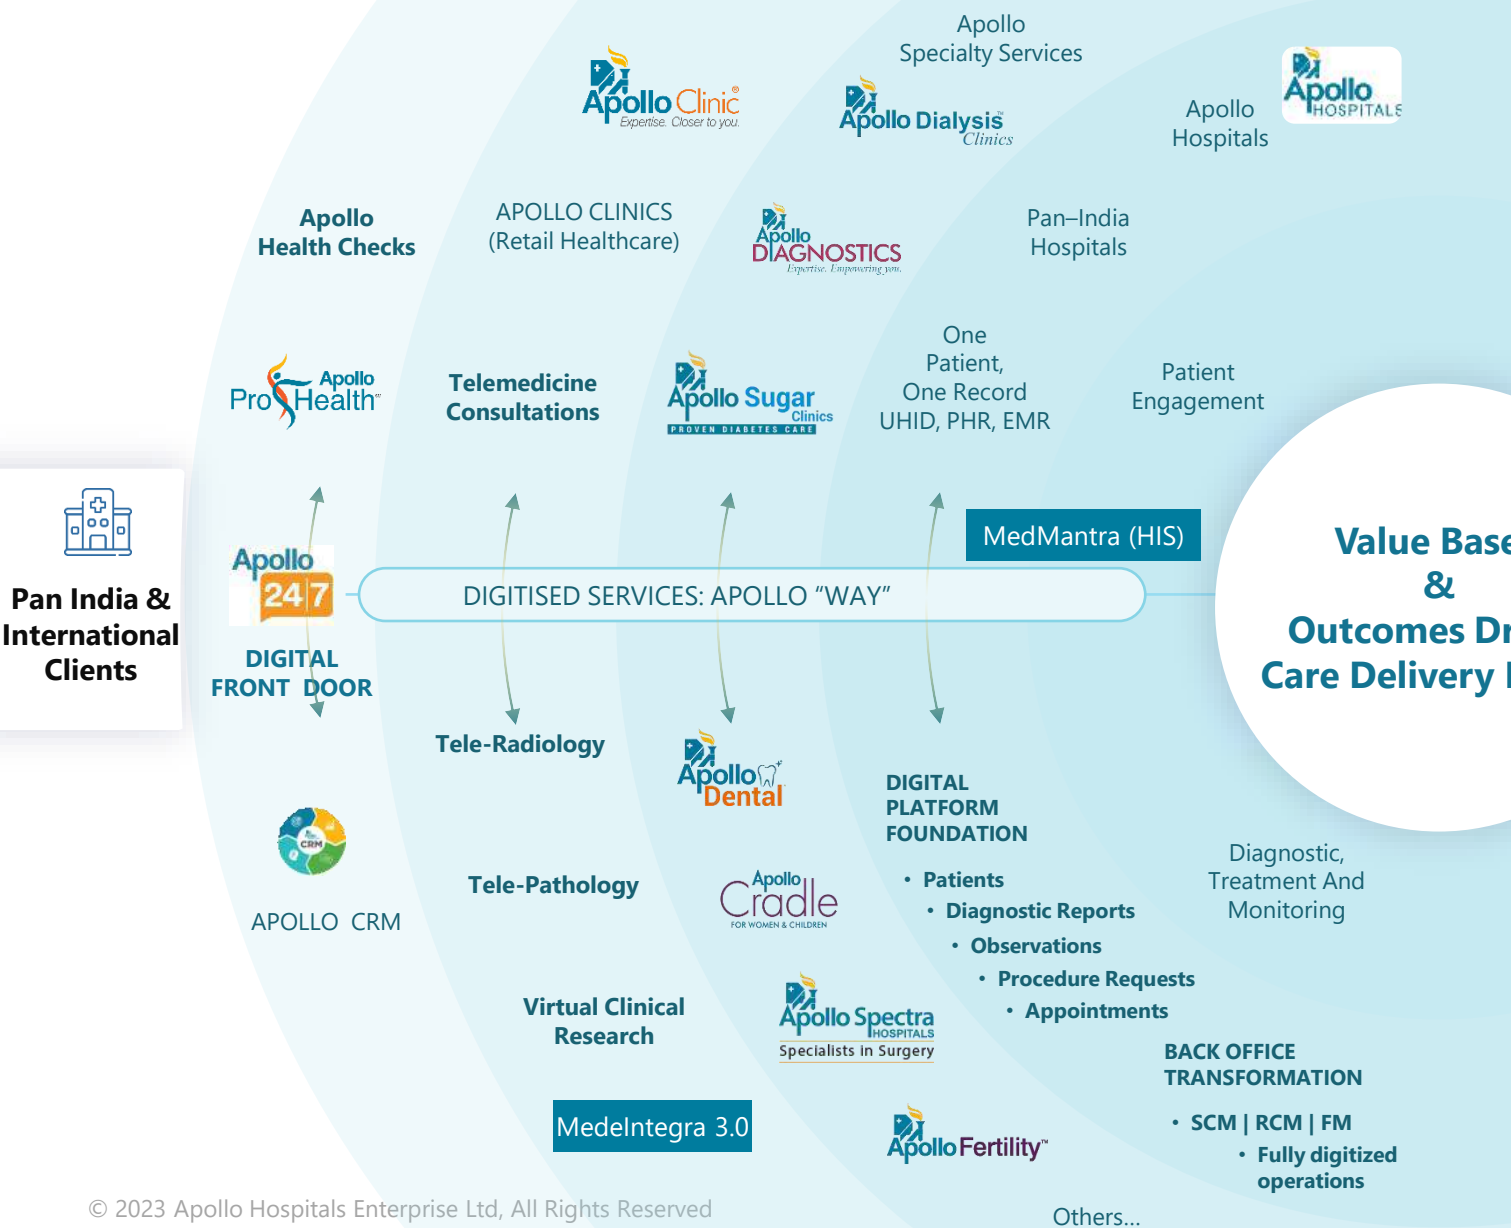 Apollo
Specialty Services
Apollo Clinic®
Expertise. Closer to you.
Apollo Dialysis™
Clinics
Apollo
Hospitals
Apollo
HOSPITALS
Apollo
Health Checks
APOLLO CLINICS
(Retail Healthcare)
Apollo
DIAGNOSTICS
Expertise. Empowering you.
Pan–India
Hospitals
Apollo
ProHealth
Telemedicine
Consultations
Apollo Sugar
Clinics
PROVEN DIABETES CARE
One
Patient,
One Record
UHID, PHR, EMR
Patient
Engagement
Pan India &
International
Clients
Apollo
24|7
DIGITAL
FRONT DOOR
DIGITISED SERVICES: APOLLO “WAY”
MedMantra (HIS)
Value Base
&
Outcomes Dr
Care Delivery
Tele-Radiology
Apollo
Dental
DIGITAL
PLATFORM
FOUNDATION
• Patients
• Diagnostic Reports
• Observations
• Procedure Requests
• Appointments
CRM
APOLLO CRM
Tele-Pathology
Apollo
Cradle
FOR WOMEN & CHILDREN
Diagnostic,
Treatment And
Monitoring
Virtual Clinical
Research
Apollo Spectra
HOSPITALS
Specialists in Surgery
BACK OFFICE
TRANSFORMATION
• SCM | RCM | FM
• Fully digitized
operations
MedeIntegra 3.0
Apollo Fertility™
Others...
© 2023 Apollo Hospitals Enterprise Ltd, All Rights Reserved